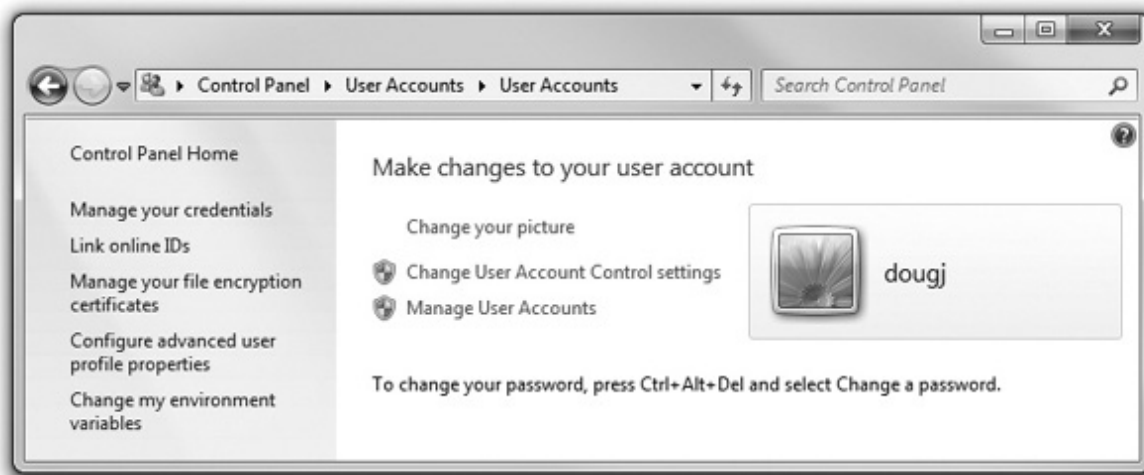 Control Panel User Accounts User Accounts Search Control Panel
Control Panel Home
Manage your credentials
Link online IDs
Manage your file encryption
certificates
Configure advanced user
profile properties
Change my environment
variables
Make changes to your user account
Change your picture
Change User Account Control settings
Manage User Accounts
dougj
To change your password, press Ctrl+Alt+Del and select Change a password.